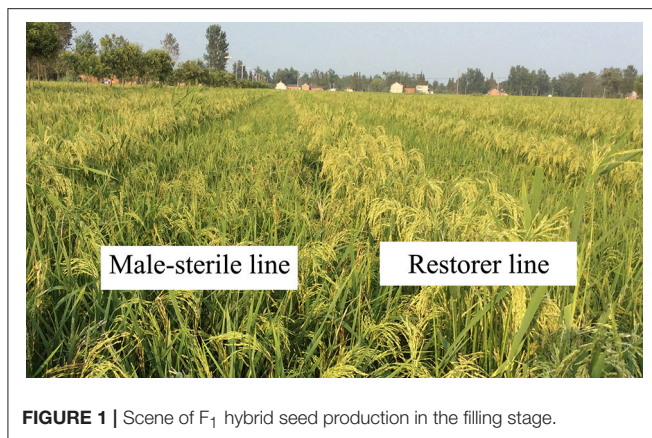 Male-sterile line
Restorer line
FIGURE 1 | Scene of F₁ hybrid seed production in the filling stage.